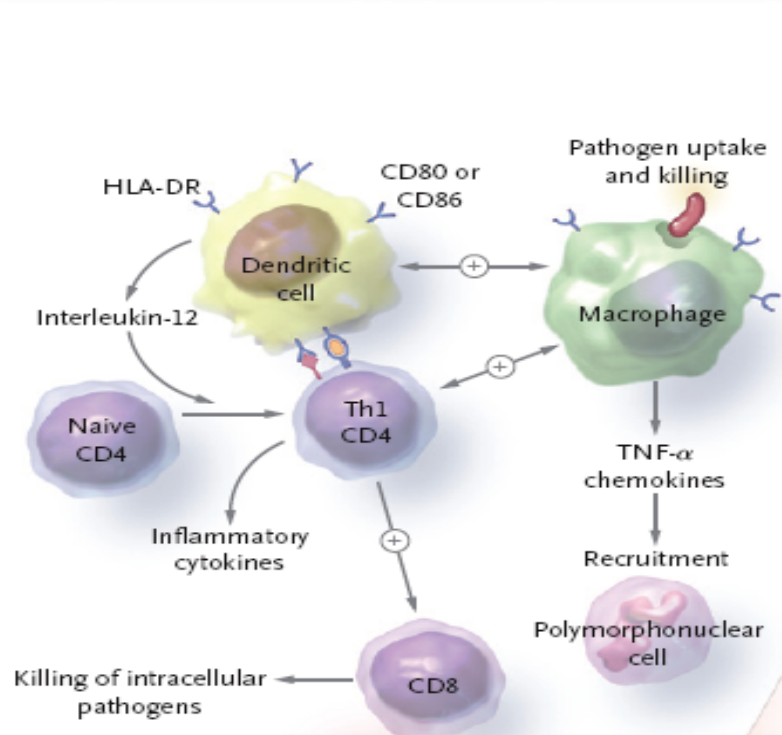 Pathogen uptake
and killing
HLA-DR
CD80 or
CD86
Dendritic
cell
+
Macrophage
Interleukin-12
+
Naive
CD4
Th1
CD4
TNF-α
chemokines
Inflammatory
cytokines
+
Recruitment
Polymorphonuclear
cell
Killing of intracellular
pathogens
CD8